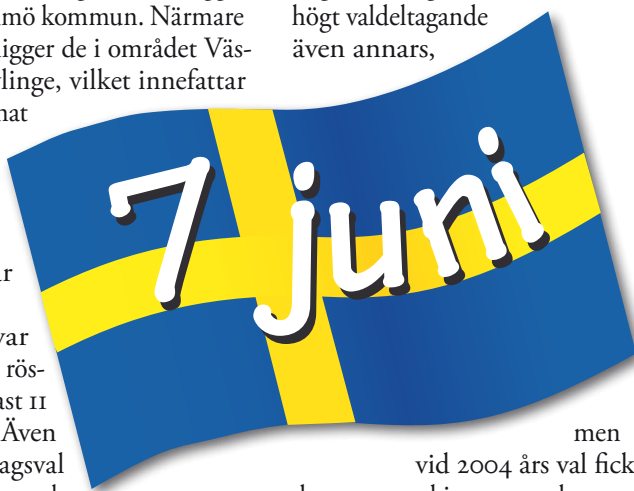 mö kommun. Närmare
igger de i området Väs-
linge, vilket innefattar
nat
var
rös-
ast 11
Även
agsval
högt valdeltagande
även annars,
7 juni
men
vid 2004 års val fick